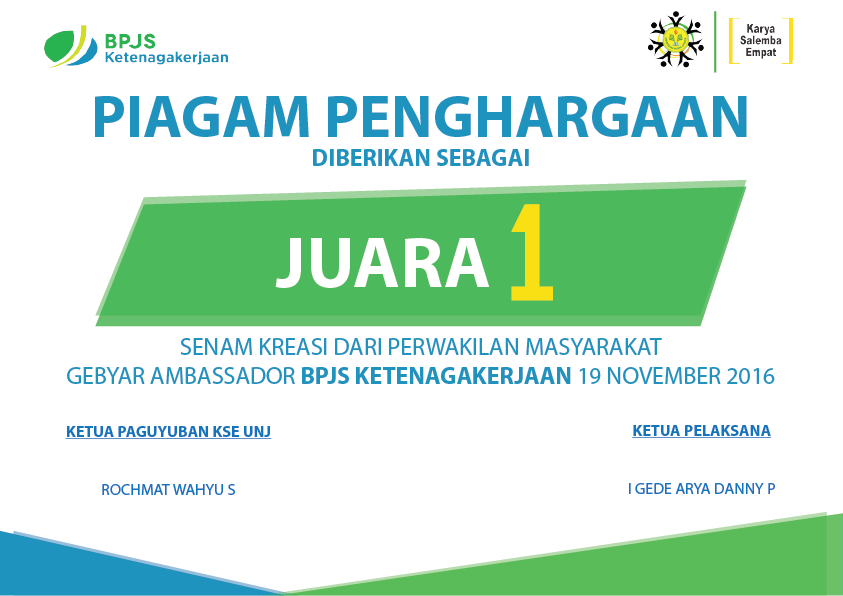 BPJS
Ketenagakerjaan
Karya
Salemba
Empat
PIAGAM PENGHARGAAN
DIBERIKAN SEBAGAI
JUARA 1
SENAM KREASI DARI PERWAKILAN MASYARAKAT
GEBYAR AMBASSADOR BPJS KETENAGAKERJAAN 19 NOVEMBER 2016
KETUA PAGUYUBAN KSE UNJ
KETUA PELAKSANA
ROCHMAT WAHYU S
I GEDE ARYA DANNY P